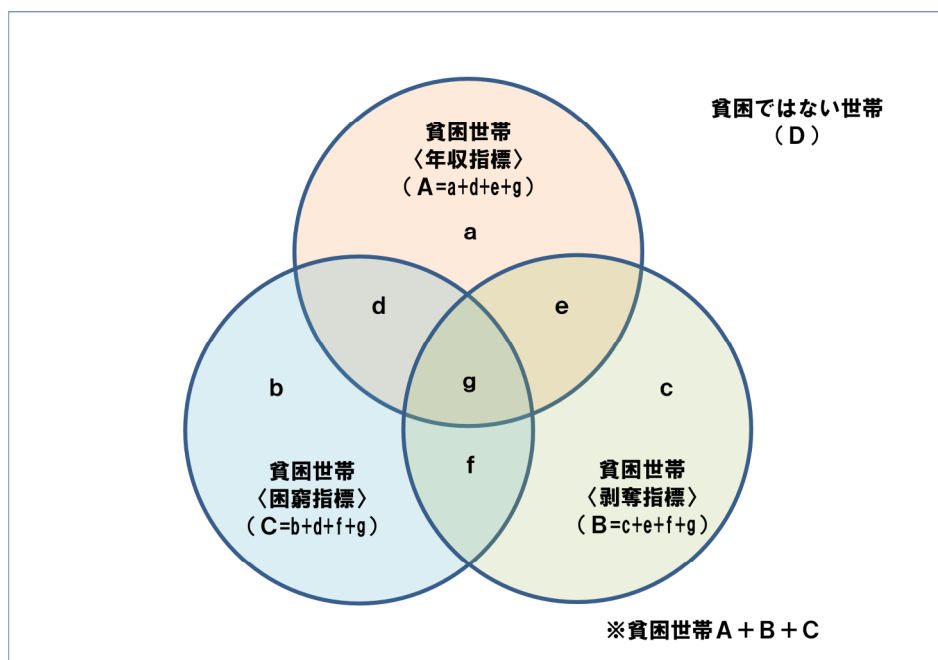 貧困ではない世帯
(D)
貧困世帯
〈年収指標〉
(A=a+d+e+g)
a
d
e
g
b
c
f
貧困世帯
〈困窮指標〉
(C=b+d+f+g)
貧困世帯
〈剥奪指標〉
(B=c+e+f+g)
※貧困世帯A+B+C